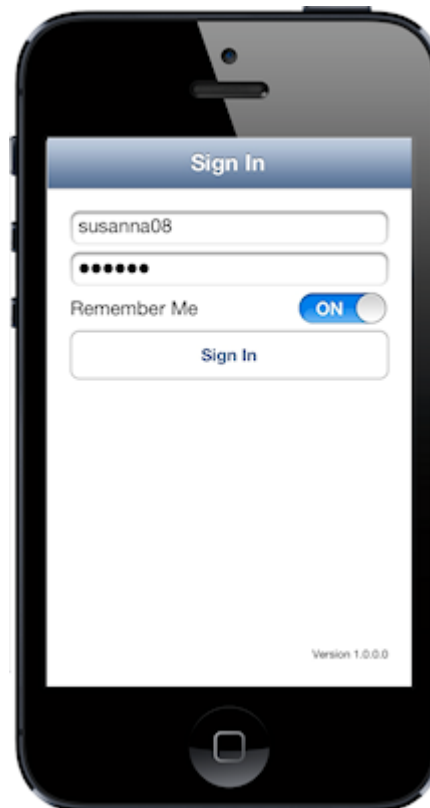 Sign In
susanna08
••••••
Remember Me ON
Sign In
Version 1.0.0.0